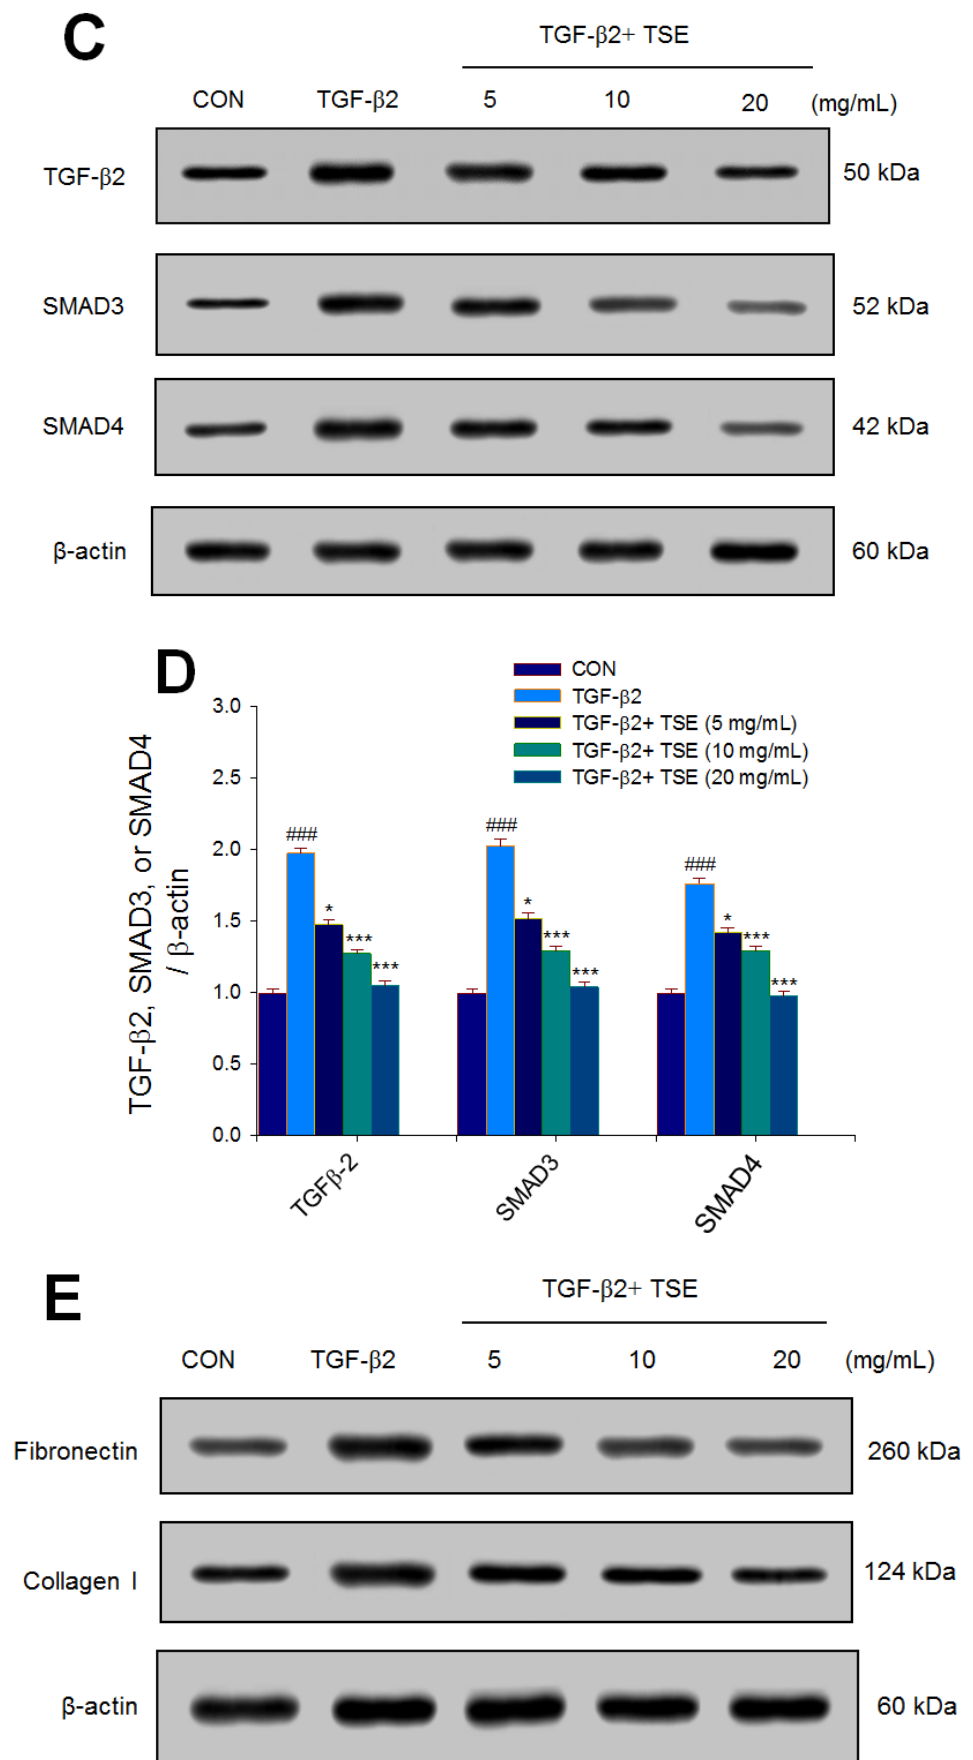 C
TGF-β2+ TSE
CON TGF-β2 5 10 20 (mg/mL)
TGF-β2 50 kDa
SMAD3 52 kDa
SMAD4 42 kDa
β-actin 60 kDa
D
CON
TGF-β2
TGF-β2+ TSE (5 mg/mL)
TGF-β2+ TSE (10 mg/mL)
TGF-β2+ TSE (20 mg/mL)
TGF-β2, SMAD3, or SMAD4
/ β-actin
3.0
2.5
2.0
1.5
1.0
0.5
0.0
### * *** ***
### * *** ***
### * *** ***
TGFβ-2 SMAD3 SMAD4
E
TGF-β2+ TSE
CON TGF-β2 5 10 20 (mg/mL)
Fibronectin 260 kDa
Collagen I 124 kDa
β-actin 60 kDa